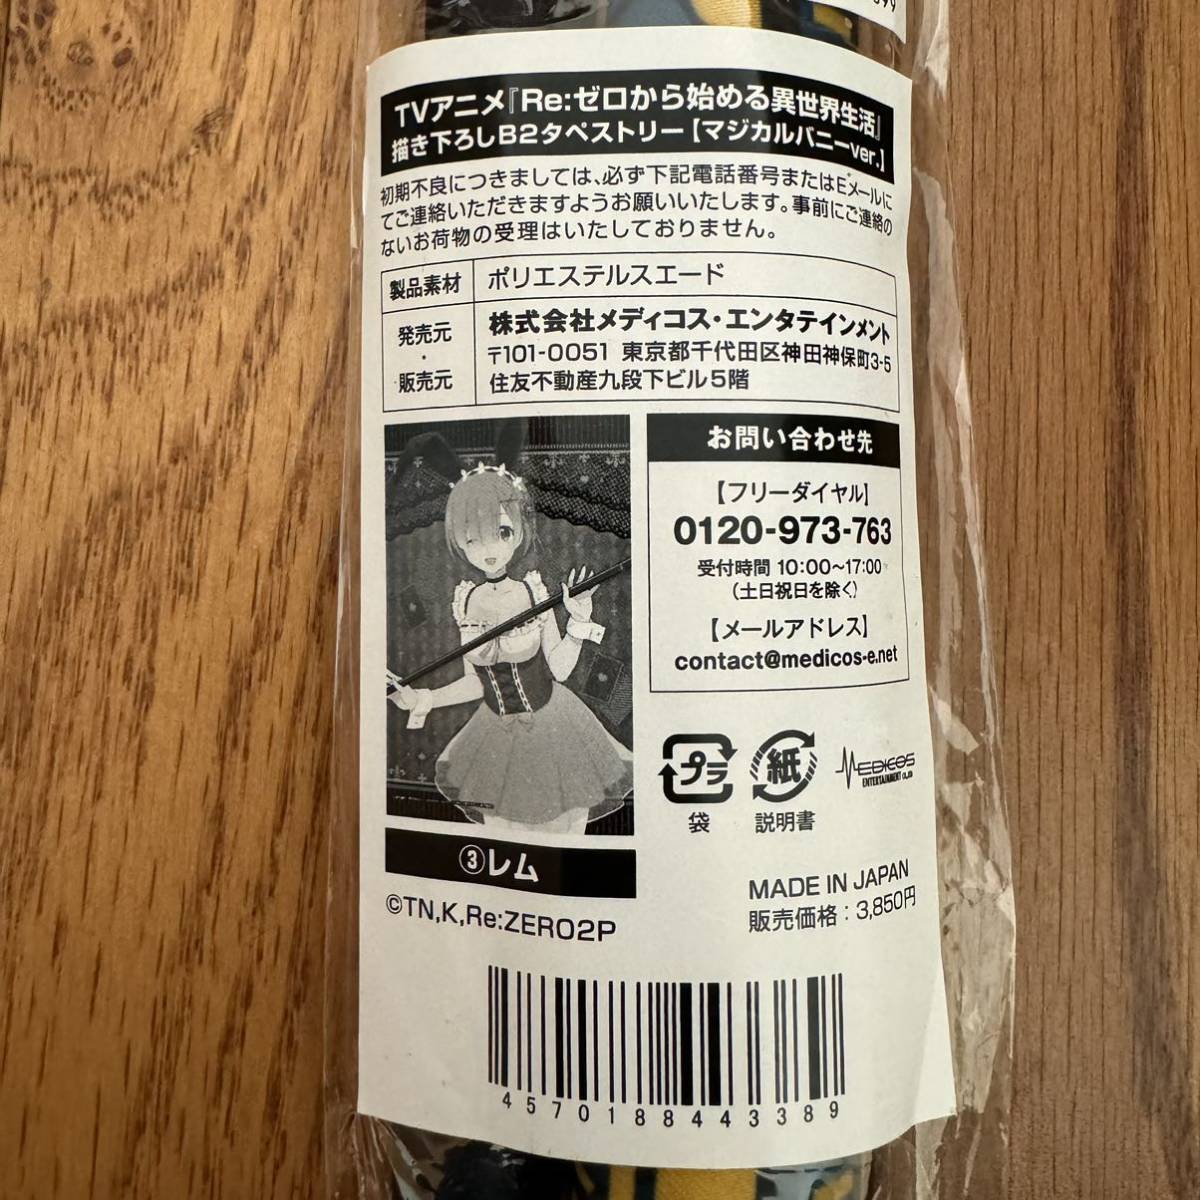 TVアニメ『Re:ゼロから始める異世界生活』
描き下ろしB2タペストリー【マジカルバニーver.】
初期不良につきましては、必ず下記電話番号またはEメールに
てご連絡いただきますようお願いいたします。事前にご連絡の
ないお荷物の受理はいたしておりません。
製品素材 ポリエステルスエード
発売元・販売元 株式会社メディコス・エンタテインメント
〒101-0051 東京都千代田区神田神保町3-5
住友不動産九段下ビル5階
お問い合わせ先
【フリーダイヤル】
0120-973-763
受付時間 10:00〜17:00
(土日祝日を除く)
【メールアドレス】
contact@medicos-e.net
プラ 紙 MEDICOS
ENTERTAINMENT CO.,LTD
袋 説明書
③レム
©TN,K,Re:ZERO2P
MADE IN JAPAN
販売価格:3,850円
4570188443389